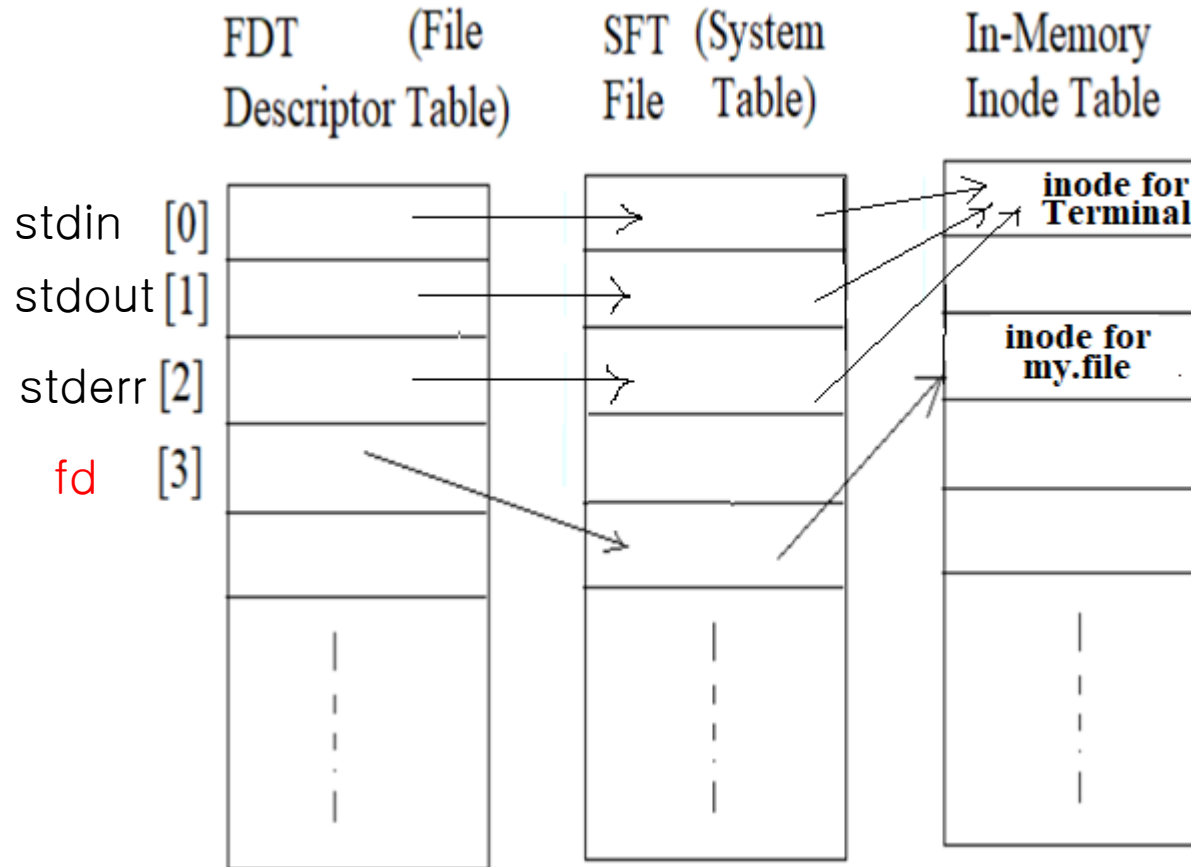 FDT (File
Descriptor Table)
SFT (System
File Table)
In-Memory
Inode Table
stdin [0]
stdout [1]
stderr [2]
fd [3]
inode for
Terminal
inode for
my.file